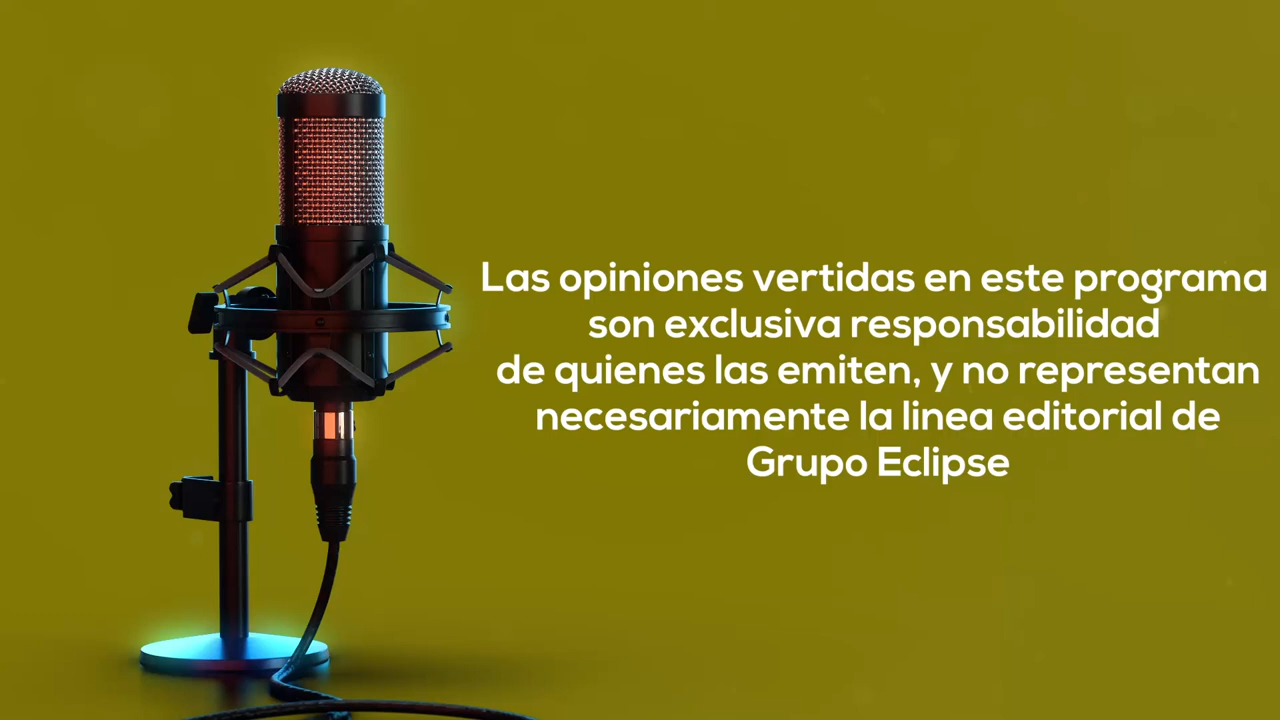 Las opiniones vertidas en este programa
son exclusiva responsabilidad
de quienes las emiten, y no representan
necesariamente la linea editorial de
Grupo Eclipse